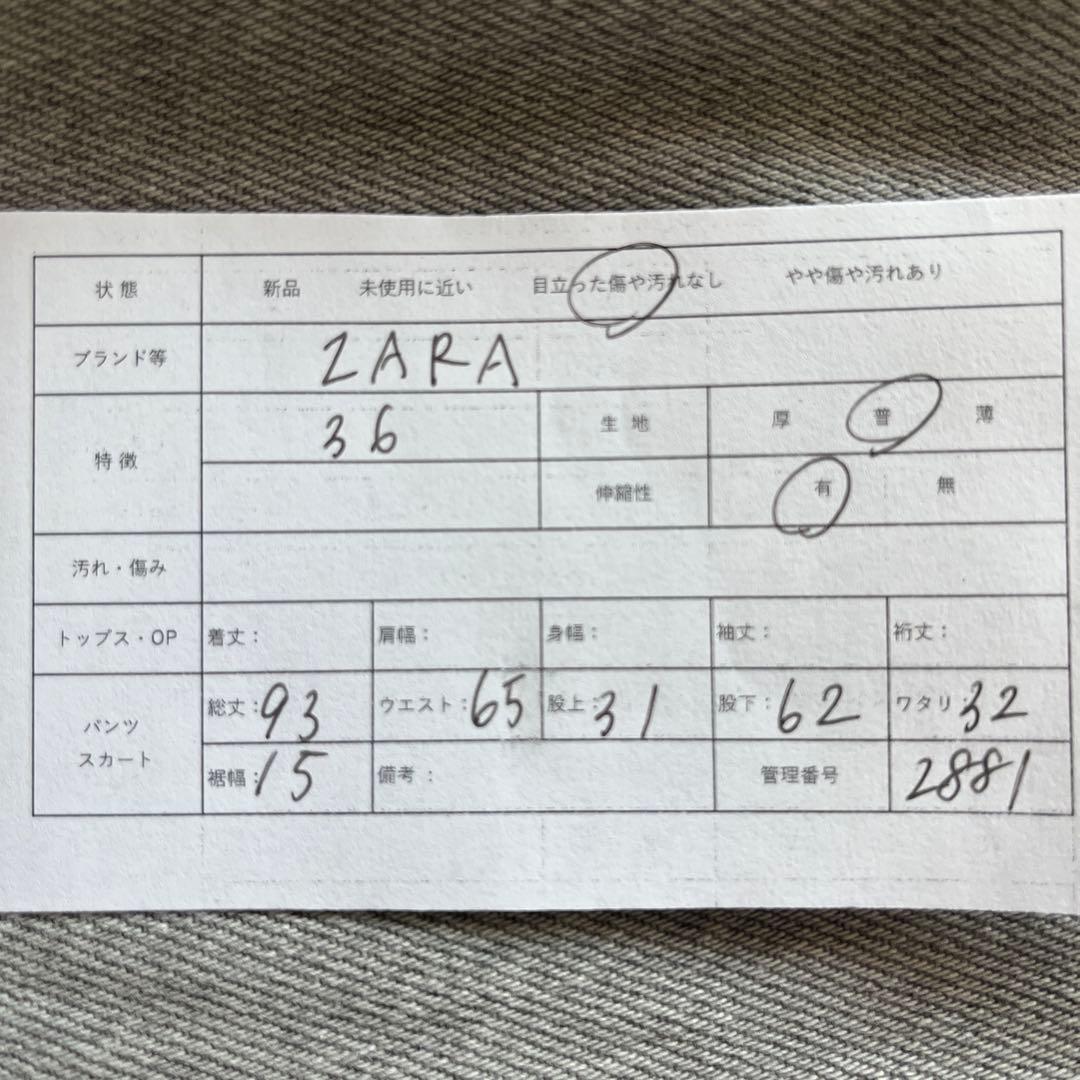 状態 新品 未使用に近い 目立った傷や汚れなし やや傷や汚れあり
ブランド等 ZARA
特徴 36 生地 厚 普 薄
伸縮性 有 無
汚れ・傷み
トップス・OP 着丈： 肩幅： 身幅： 袖丈： 裄丈：
パンツ スカート 総丈：93 ウエスト：65 股上：31 股下：62 ワタリ：32
裾幅：15 備考： 管理番号 2881